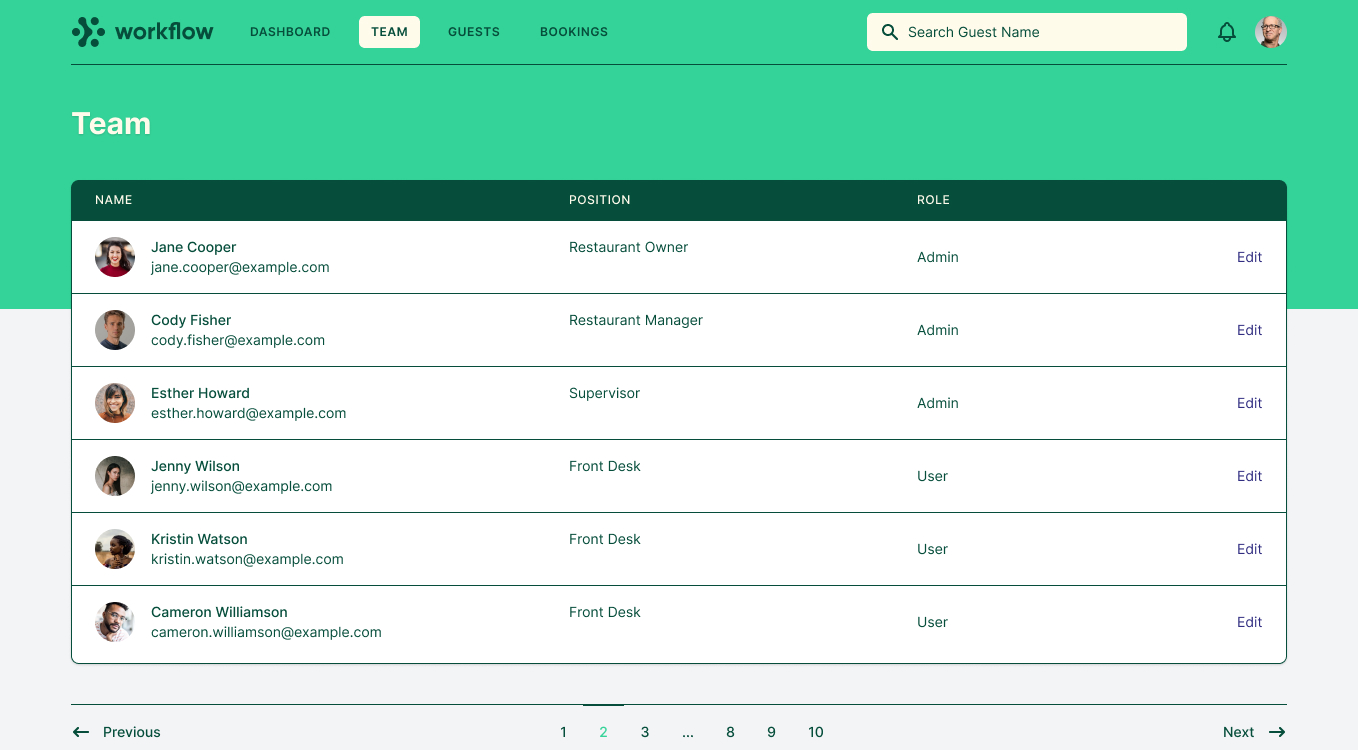 workflow DASHBOARD TEAM GUESTS BOOKINGS Search Guest Name
Team
NAME POSITION ROLE
Jane Cooper Restaurant Owner
jane.cooper@example.com Admin Edit
Cody Fisher Restaurant Manager
cody.fisher@example.com Admin Edit
Esther Howard Supervisor
esther.howard@example.com Admin Edit
Jenny Wilson Front Desk
jenny.wilson@example.com User Edit
Kristin Watson Front Desk
kristin.watson@example.com User Edit
Cameron Williamson Front Desk
cameron.williamson@example.com User Edit
Previous 1 2 3 ... 8 9 10 Next